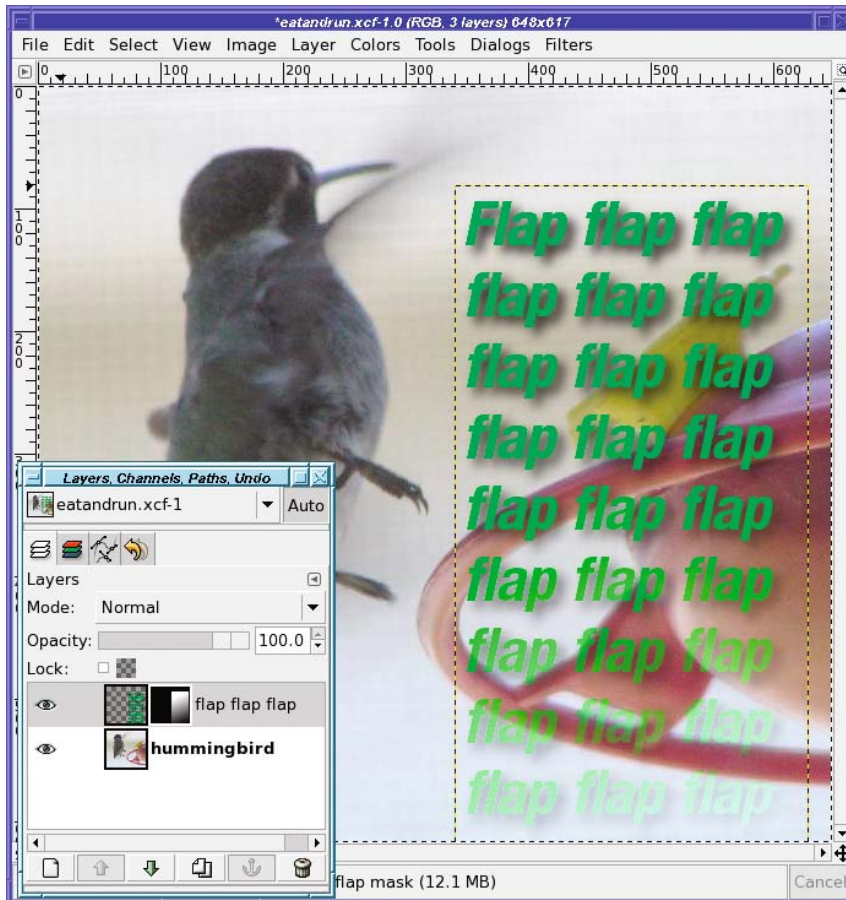 *eatandrun.xcf-1.0 (RGB, 3 layers) 648x617
File Edit Select View Image Layer Colors Tools Dialogs Filters
0 100 200 300 400 500 600
0
100
200
Flap flap flap
flap flap flap
flap flap flap
flap flap flap
flap flap flap
flap flap flap
flap flap flap
flap flap flap
flap flap flap
Layers, Channels, Paths, Undo
eatandrun.xcf-1 Auto
Layers
Mode: Normal
Opacity: 100.0
Lock:
flap flap flap
hummingbird
flap mask (12.1 MB) Cancel